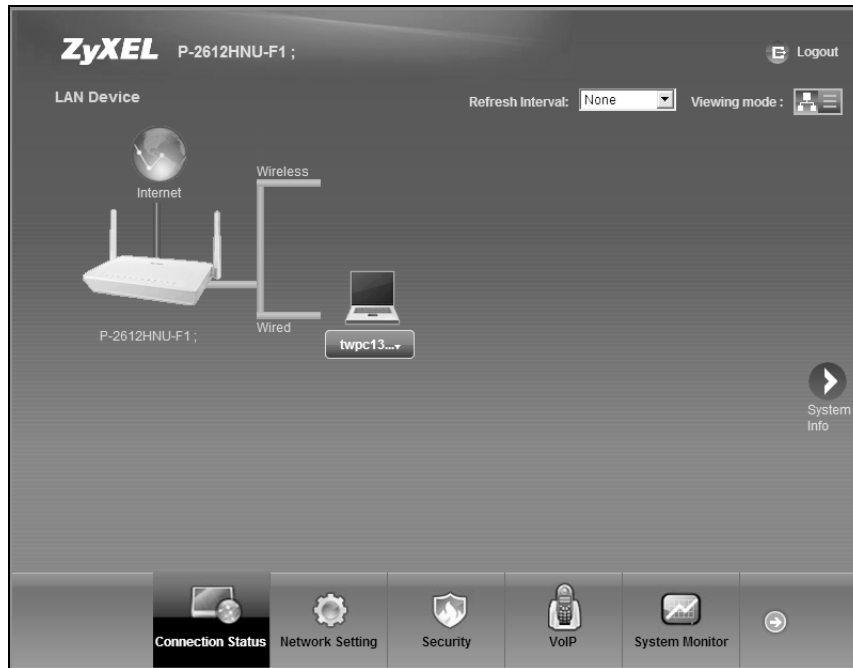 ZyXEL P-2612HNU-F1 ;
Logout
LAN Device
Refresh Interval: None
Viewing mode :
Internet
Wireless
P-2612HNU-F1 ;
Wired
twpc13...
System
Info
Connection Status
Network Setting
Security
VoIP
System Monitor